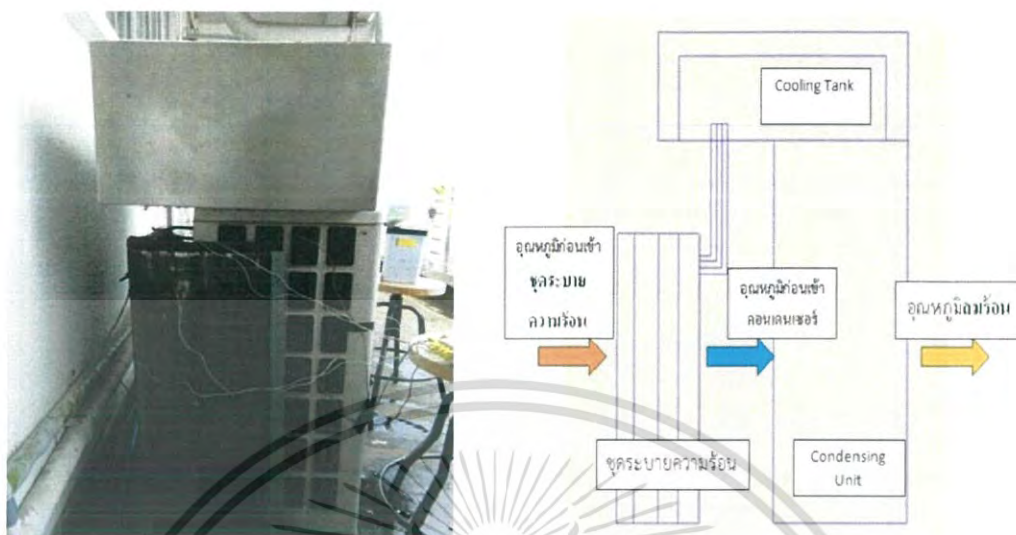 Cooling Tank
อุณหภูมิก่อนเข้า
ชุดระบาย
ความร้อน
อุณหภูมิก่อนเข้า
คอนเดนเซอร์
อุณหภูมิลมร้อน
ชุดระบายความร้อน
Condensing
Unit